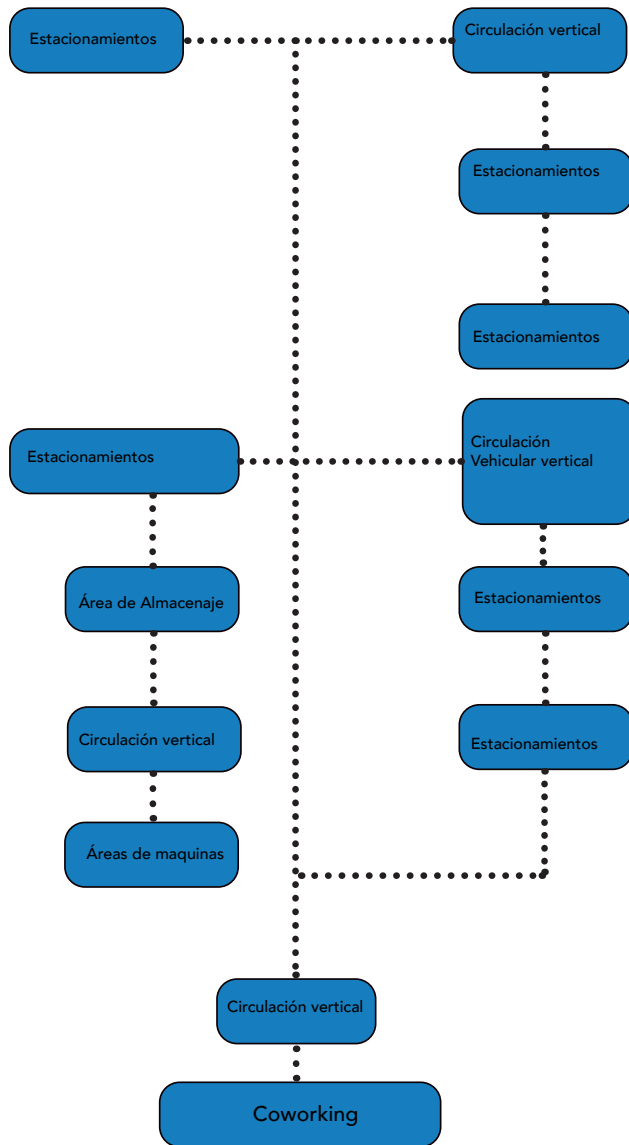 Estacionamientos
Circulación vertical
Estacionamientos
Estacionamientos
Estacionamientos
Circulación
Vehicular vertical
Área de Almacenaje
Estacionamientos
Circulación vertical
Estacionamientos
Áreas de maquinas
Circulación vertical
Coworking